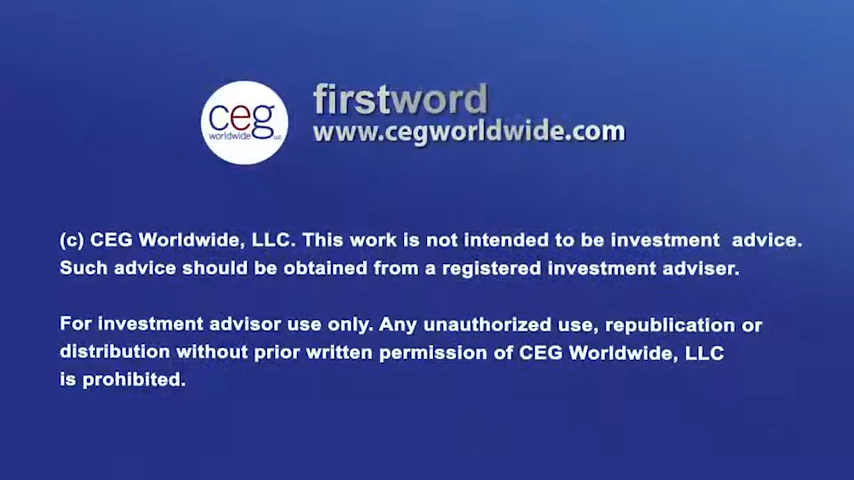 ceg
worldwide LLC
firstword
www.cegworldwide.com
(c) CEG Worldwide, LLC. This work is not intended to be investment advice.
Such advice should be obtained from a registered investment adviser.
For investment advisor use only. Any unauthorized use, republication or
distribution without prior written permission of CEG Worldwide, LLC
is prohibited.